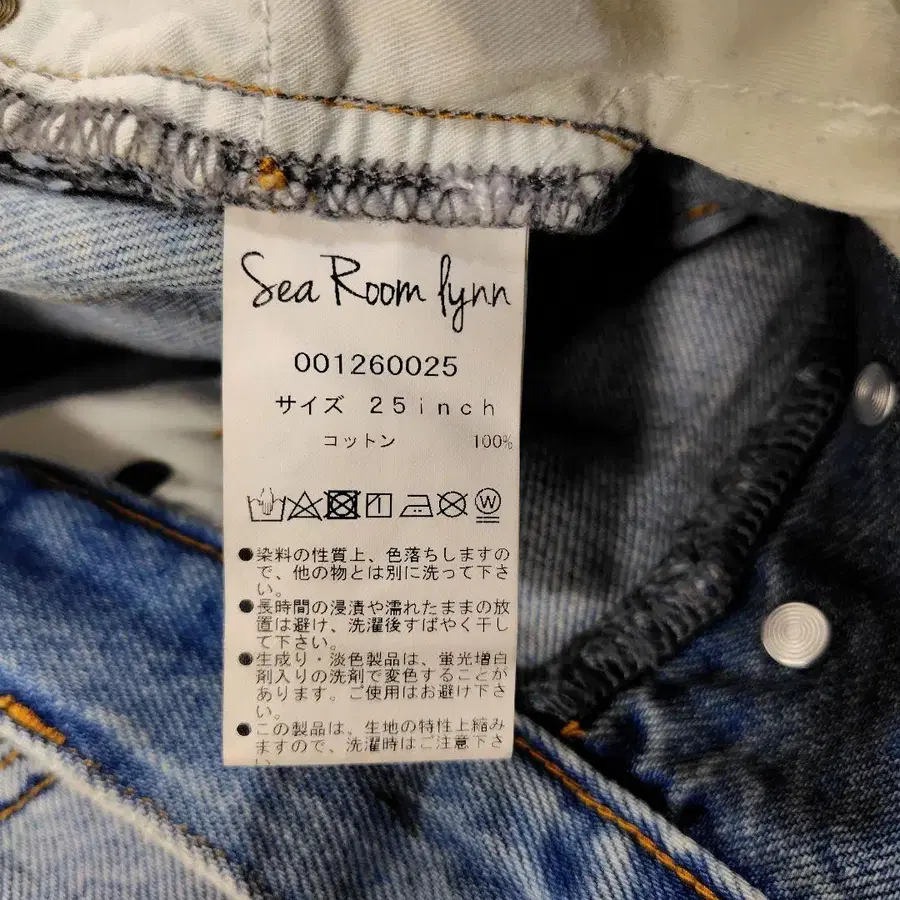 Sea Room lynn
001260025
サイズ 25inch
コットン 100%
W
●染料の性質上、色落ちしますの
で、他の物とは別に洗って下さ
い。
●長時間の浸漬や濡れたままの放
置は避け、洗濯後すばやく干し
て下さい。
●生成り・淡色製品は、蛍光増白
剤入りの洗剤で変色することが
あります。ご使用はお避け下さ
い。
●この製品は、生地の特性上縮み
ますので、洗濯時はご注意下さ